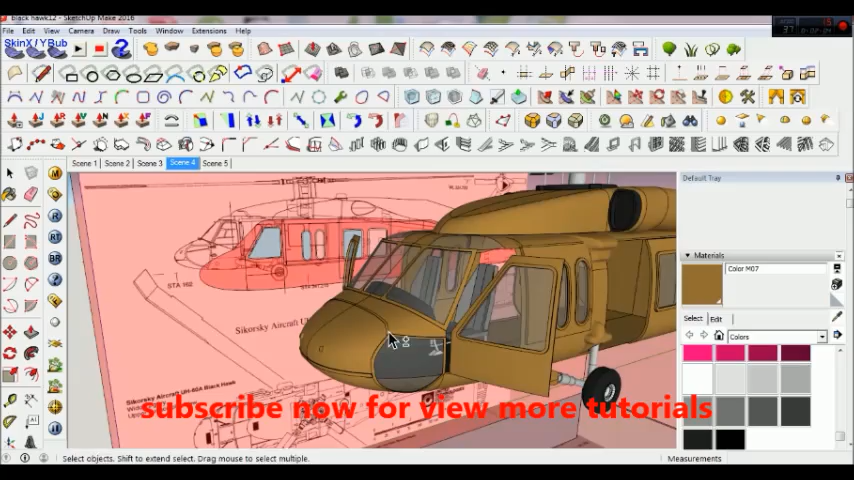 black hawk12 - SketchUp Make 2016
File Edit View Camera Draw Tools Window Extensions Help
SkinX / YBub
Scene 1 Scene 2 Scene 3 Scene 4 Scene 5
Default Tray
Materials
Color M07
Select Edit
Colors
STA 162
Sikorsky Aircraft U
Sikorsky Aircraft UH-60A Black Hawk
subscribe now for view more tutorials
Select objects. Shift to extend select. Drag mouse to select multiple.
Measurements